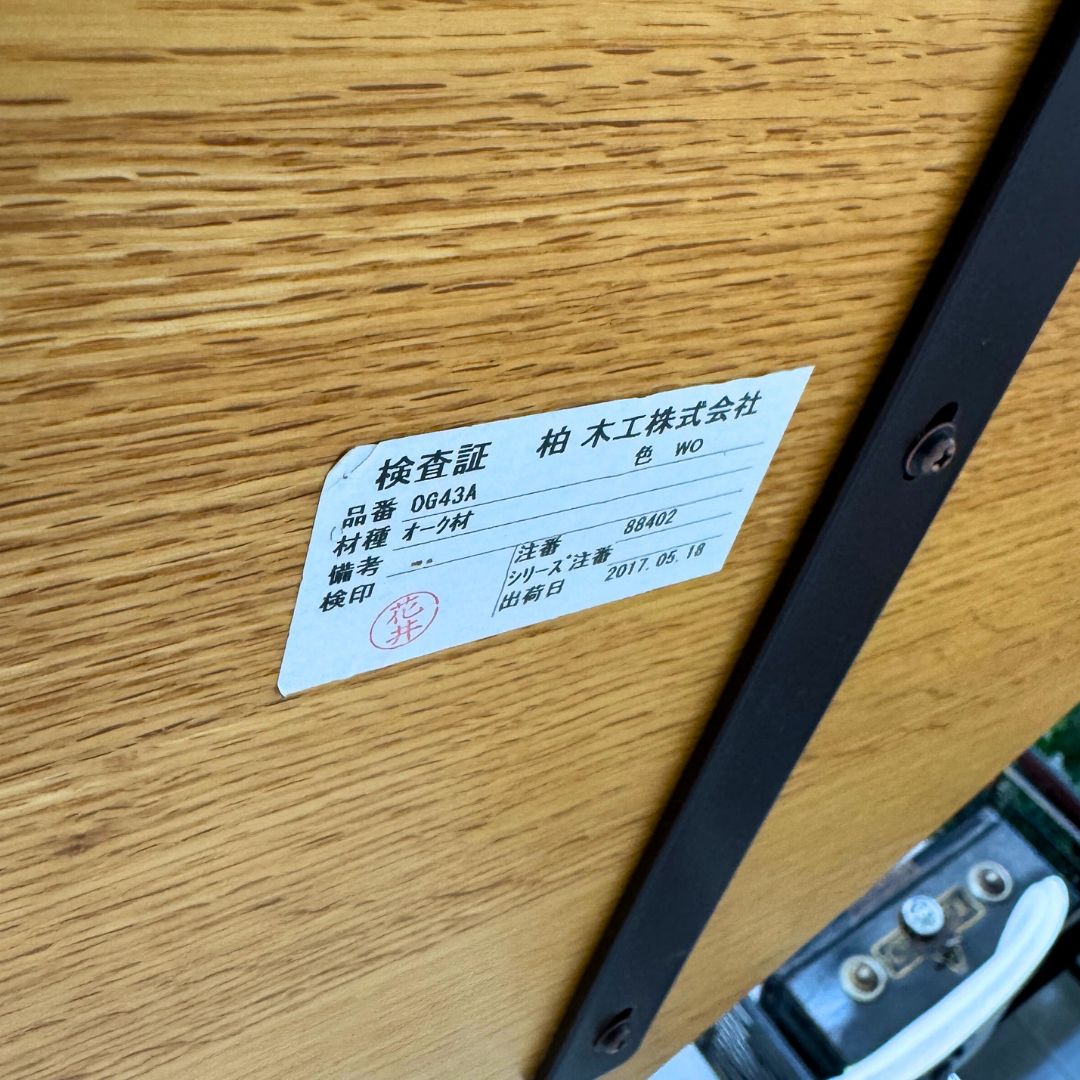 検査証 柏木工株式会社
品番 OG43A 色 WO
材種 オーク材
備考
検印 花井
注番 88402
シリーズ注番
出荷日 2017.05.18